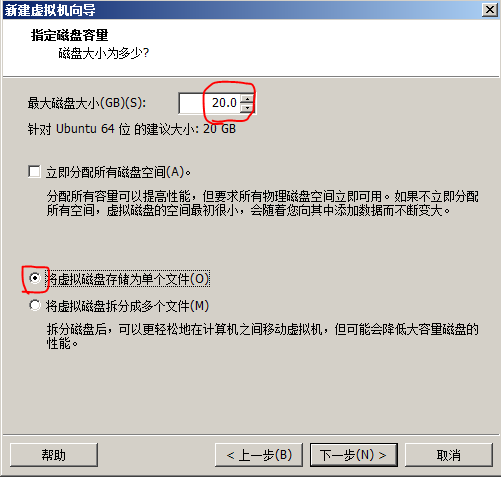 新建虚拟机向导
指定磁盘容量
磁盘大小为多少?
最大磁盘大小(GB)(S): 20.0
针对 Ubuntu 64 位 的建议大小: 20 GB
立即分配所有磁盘空间(A)。
分配所有容量可以提高性能，但要求所有物理磁盘空间立即可用。如果不立即分配
所有空间，虚拟磁盘的空间最初很小，会随着您向其中添加数据而不断变大。
将虚拟磁盘存储为单个文件(O)
将虚拟磁盘拆分成多个文件(M)
拆分磁盘后，可以更轻松地在计算机之间移动虚拟机，但可能会降低大容量磁盘的
性能。
帮助 < 上一步(B) 下一步(N) > 取消